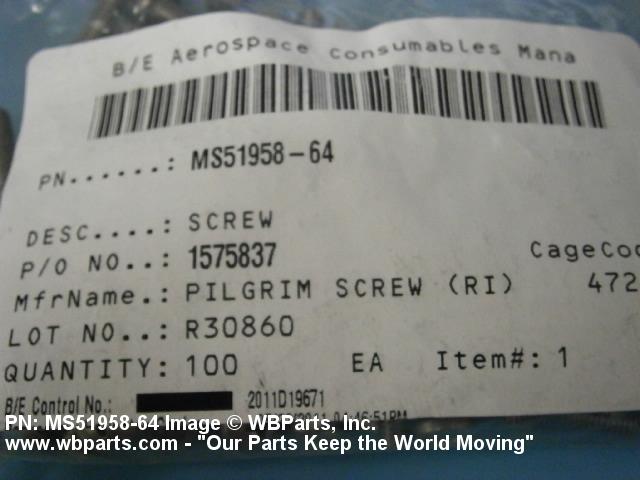 B/E Aerospace Consumables Mana
PN......: MS51958-64
DESC....: SCREW
P/O NO..: 1575837 CageCod
MfrName.: PILGRIM SCREW (RI) 472
LOT NO..: R30860
QUANTITY: 100 EA Item#: 1
B/E Control No.: 2011D19671
PN: MS51958-64 Image © WBParts, Inc.
www.wbparts.com - "Our Parts Keep the World Moving"